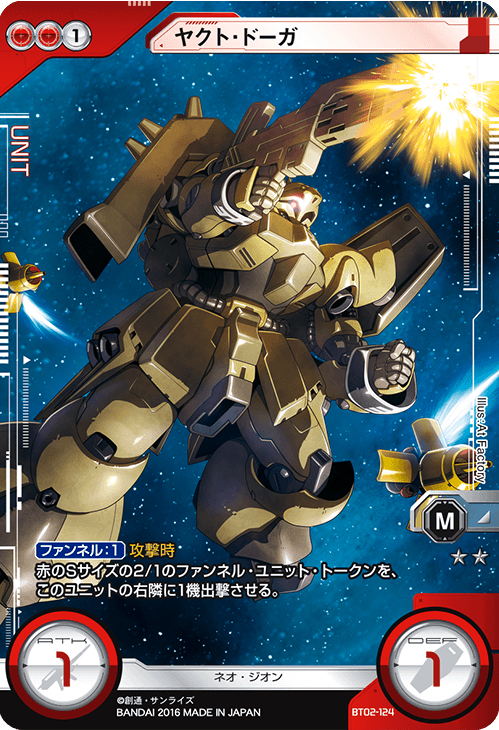 1
ヤクト・ドーガ
UNIT
Illus:At Factory
M
ファンネル:1 攻撃時
赤のSサイズの2/1のファンネル・ユニット・トークンを、
このユニットの右隣に1機出撃させる。
ATK
1
DEF
1
ネオ・ジオン
©創通・サンライズ
BANDAI 2016 MADE IN JAPAN
BT02-124